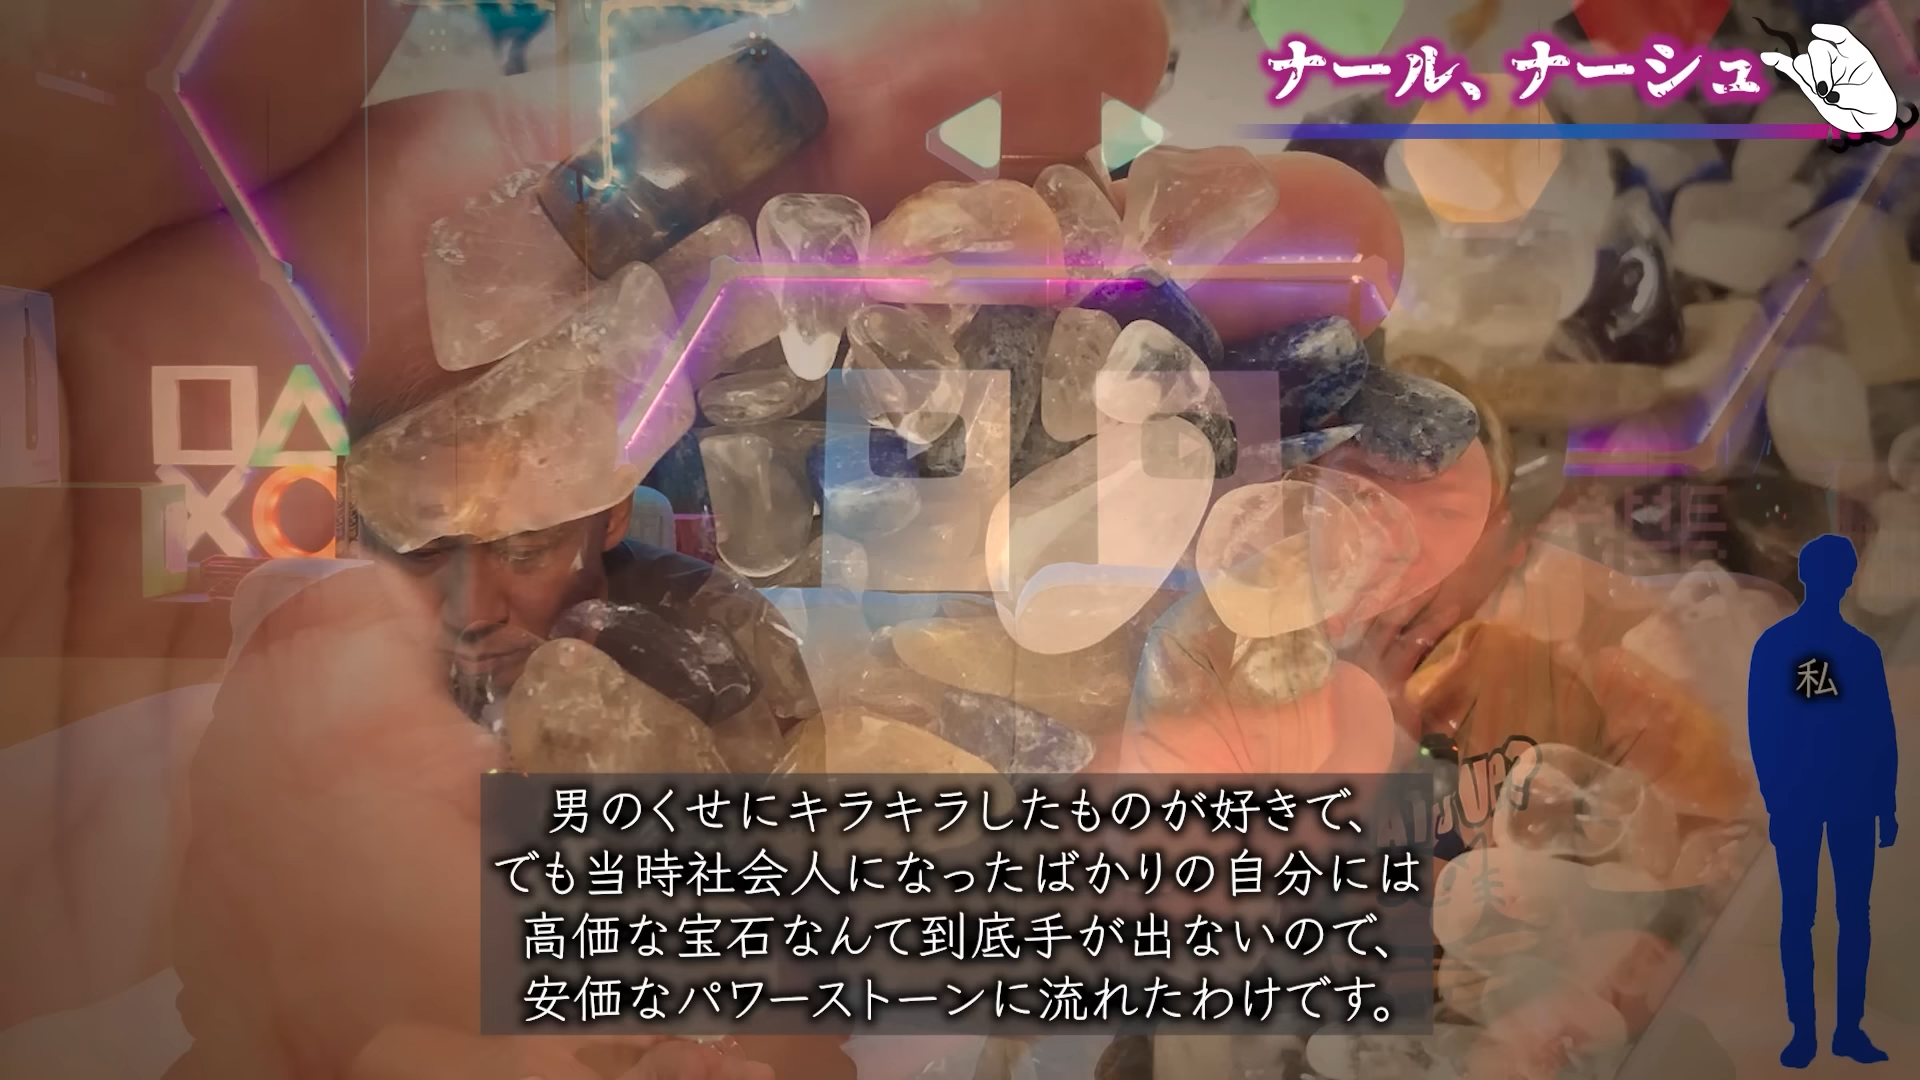 ナール、ナーシュ
私
男のくせにキラキラしたものが好きで、
でも当時社会人になったばかりの自分には
高価な宝石なんて到底手が出ないので、
安価なパワーストーンに流れたわけです。